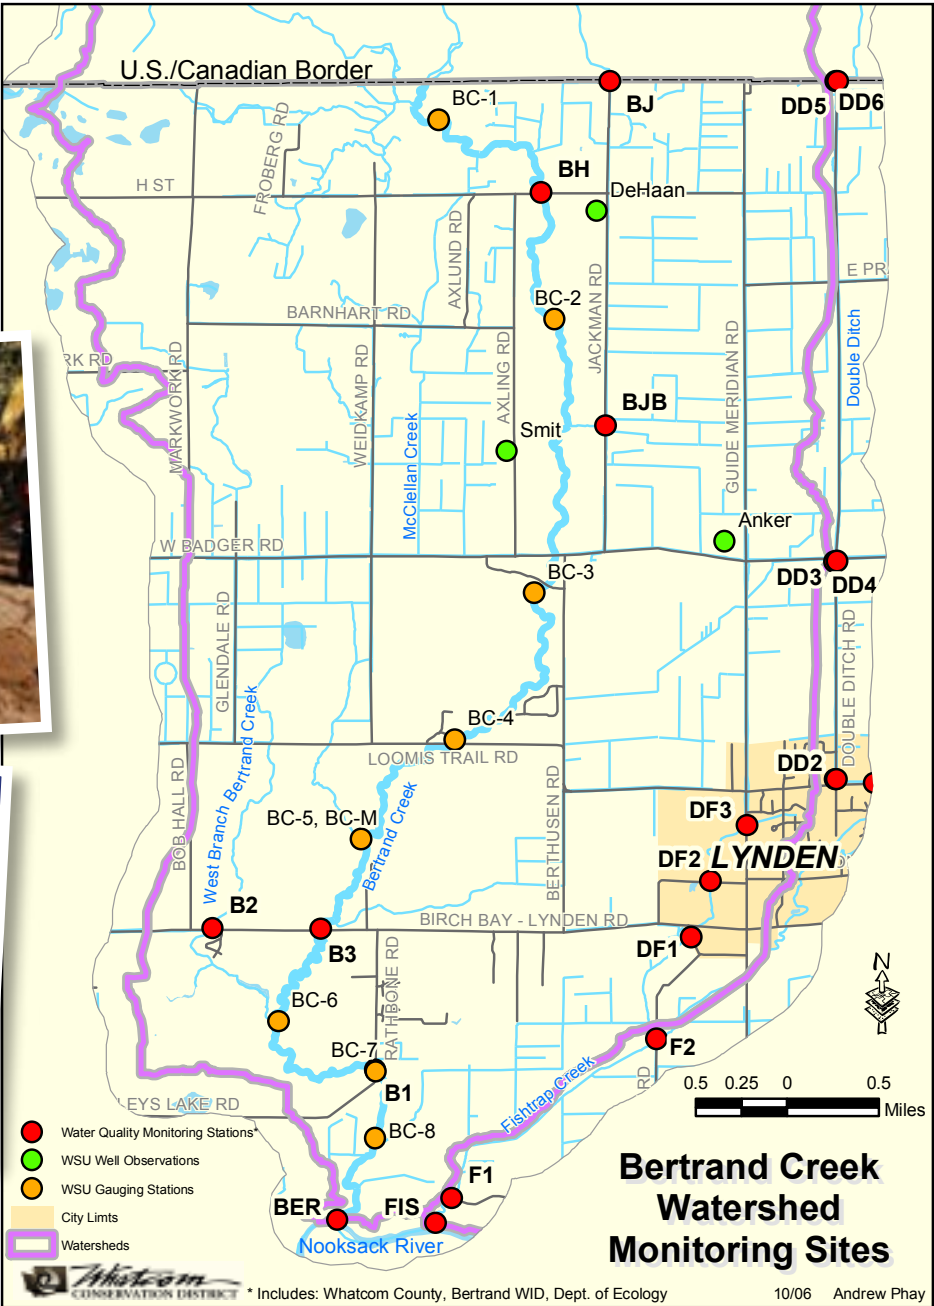 U.S./Canadian Border
BC-1
BJ
DD5
DD6
FROBERG RD
BH
H ST
DeHaan
AXLUND RD
E PR
BC-2
BARNHART RD
JACKMAN RD
Double Ditch
GUIDE MERIDIAN RD
RK RD
MARKWORK RD
WEIDKAMP RD
AXLING RD
BJB
McClellan Creek
Smit
Anker
W BADGER RD
BC-3
DD3
DD4
GLENDALE RD
DOUBLE DITCH RD
West Branch Bertrand Creek
BC-4
LOOMIS TRAIL RD
DD2
BOB HALL RD
BERTHUSEN RD
BC-5, BC-M
Bertrand Creek
DF3
LYNDEN
DF2
B2
BIRCH BAY - LYNDEN RD
B3
DF1
RATHBONE RD
BC-6
N
F2
BC-7
B1
RD
Fishtrap Creek
0.5 0.25 0 0.5
Miles
LEYS LAKE RD
BC-8
Water Quality Monitoring Stations*
WSU Well Observations
WSU Gauging Stations
City Limts
Watersheds
F1
BER
FIS
Nooksack River
Bertrand Creek
Watershed
Monitoring Sites
Whatcom
CONSERVATION DISTRICT
* Includes: Whatcom County, Bertrand WID, Dept. of Ecology
10/06 Andrew Phay